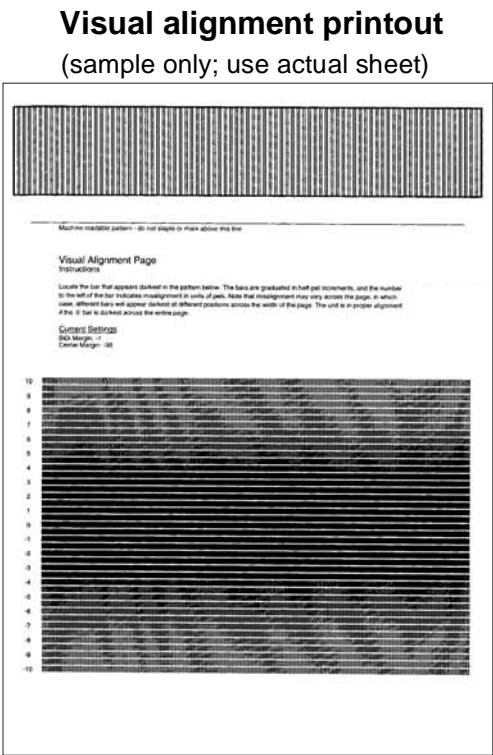 Visual alignment printout
(sample only; use actual sheet)
Machine readable pattern - do not staple or mark above this line
Visual Alignment Page
Instructions
Locate the bar that appears darkest in the pattern below. The bars are graduated in half-pel increments, and the number
to the left of the bar indicates misalignment in units of pels. Note that misalignment may vary across the page, in which
case, different bars will appear darkest at different positions across the width of the page. The unit is in proper alignment
if the '0' bar is darkest across the entire page.
Current Settings
Margin: -1
Center Margin: -38
10
9
8
7
6
5
4
3
2
1
0
-1
-2
-3
-4
-5
-6
-7
-8
-9
-10